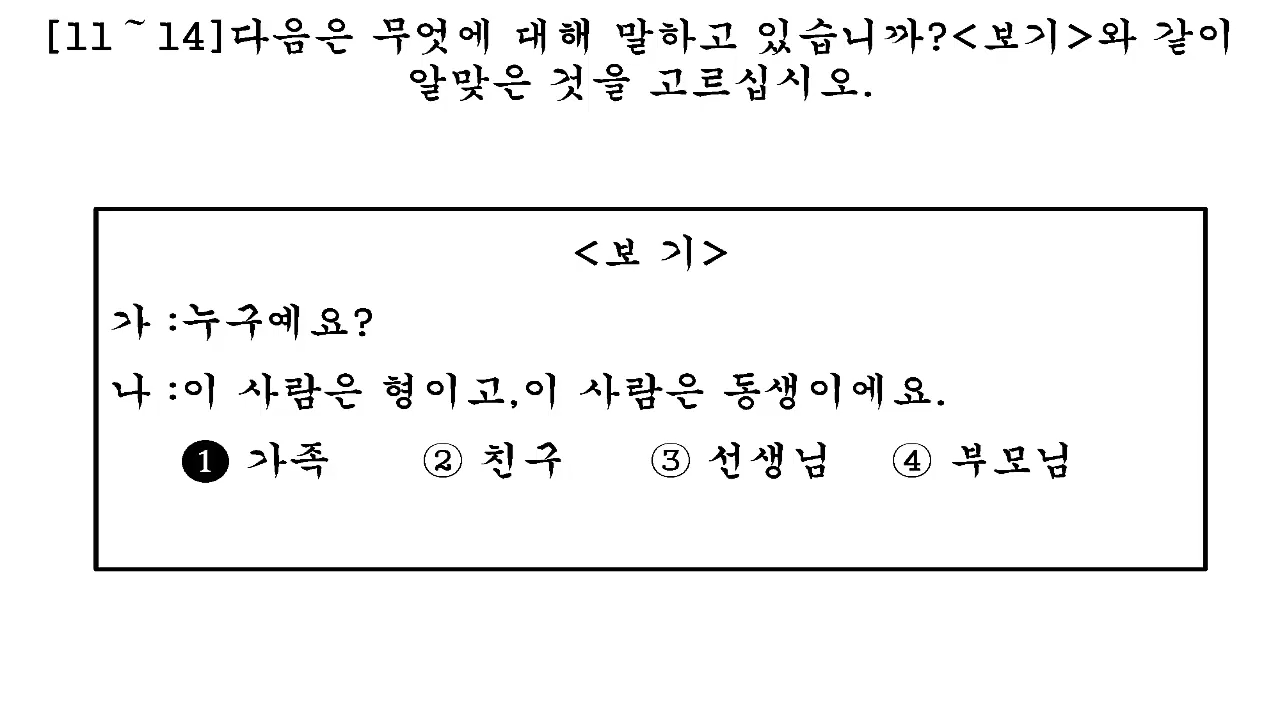 [11~14]다음은 무엇에 대해 말하고 있습니까?<보기>와 같이
알맞은 것을 고르십시오.
<보 기>
가 :누구예요?
나 :이 사람은 형이고,이 사람은 동생이에요.
❶ 가족 ② 친구 ③ 선생님 ④ 부모님